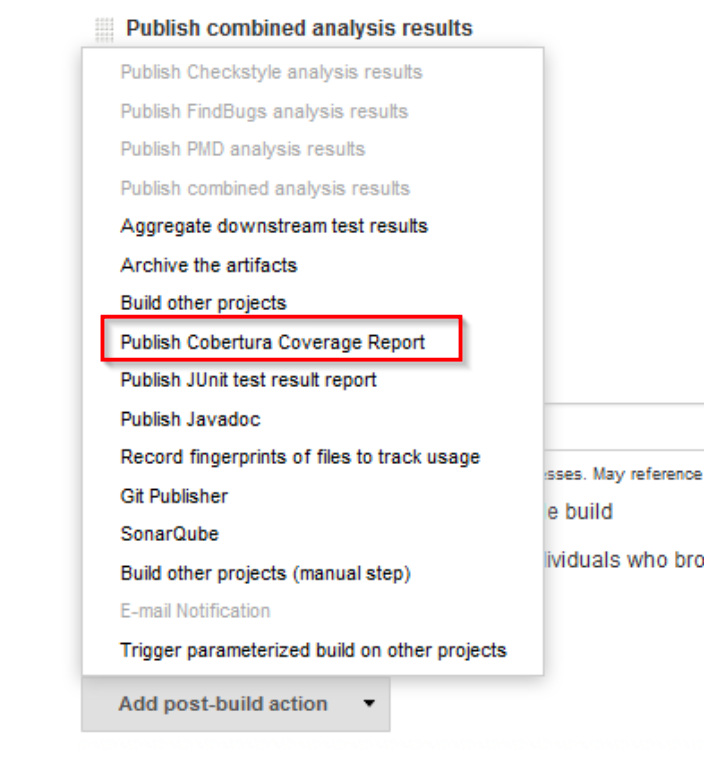 Publish combined analysis results
Publish Checkstyle analysis results
Publish FindBugs analysis results
Publish PMD analysis results
Publish combined analysis results
Aggregate downstream test results
Archive the artifacts
Build other projects
Publish Cobertura Coverage Report
Publish JUnit test result report
Publish Javadoc
Record fingerprints of files to track usage
sses. May reference
Git Publisher
e build
SonarQube
ividuals who bro
Build other projects (manual step)
E-mail Notification
Trigger parameterized build on other projects
Add post-build action